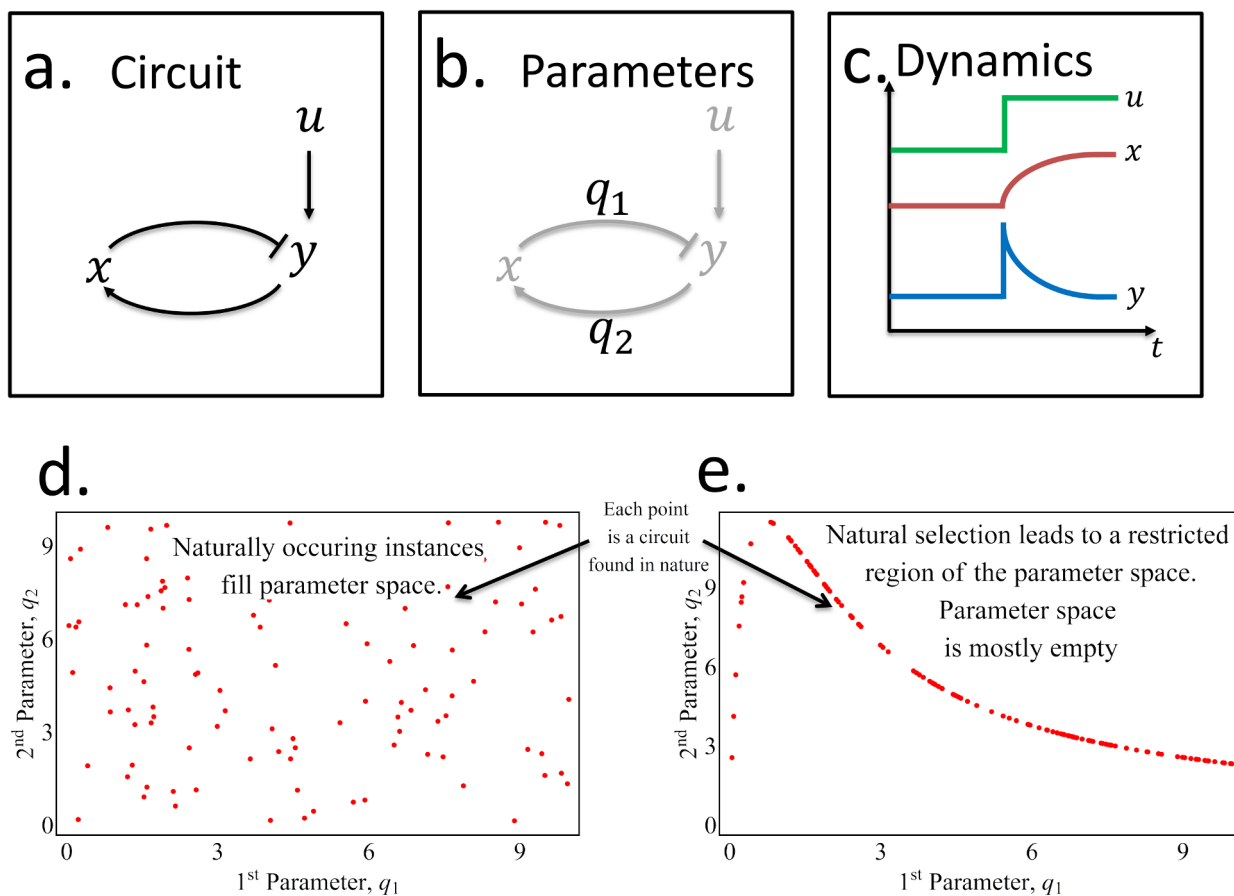 a. Circuit
u
x
y
b. Parameters
u
q₁
x
y
q₂
c. Dynamics
u
x
y
t
d.
Naturally occuring instances
fill parameter space.
9
6
3
0
2nd Parameter, q₂
0 3 6 9
1st Parameter, q₁
Each point
is a circuit
found in nature
e.
Natural selection leads to a restricted
region of the parameter space.
Parameter space
is mostly empty
9
6
3
0
2nd Parameter, q₂
0 3 6 9
1st Parameter, q₁